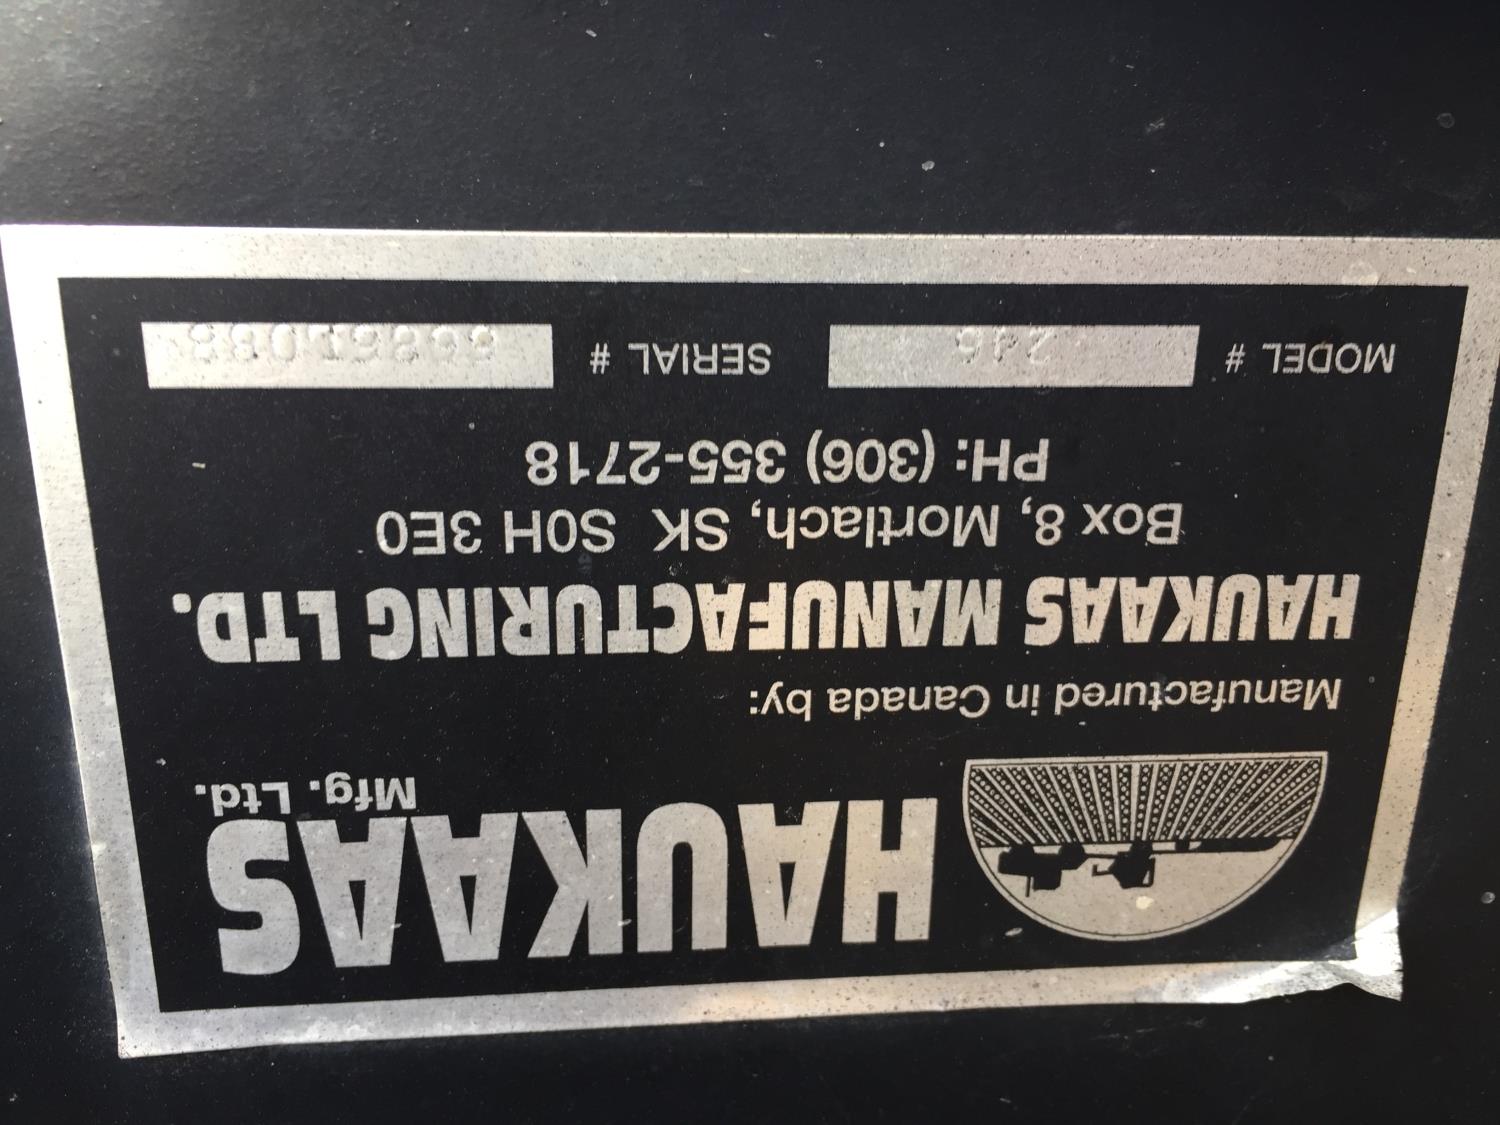 HAUKAAS
Mfg. Ltd.
Manufactured in Canada by:
HAUKAAS MANUFACTURING LTD.
Box 8, Mortlach, SK S0H 3E0
PH: (306) 355-2718
MODEL # SERIAL #